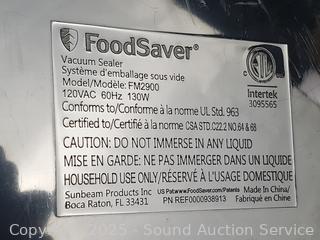 FoodSaver®
Vacuum Sealer
Système d'emballage sous vide
Model/Modèle: FM2900
120VAC 60Hz 130W
Conforms to/Conforme à la norme UL Std. 963
Certified to/Certifié à la norme CSA STD.C22.2 NO.64 & 68
CAUTION: DO NOT IMMERSE IN ANY LIQUID
MISE EN GARDE: NE PAS IMMERGER DANS UN LIQUIDE
HOUSEHOLD USE ONLY/RÉSERVÉ À L'USAGE DOMESTIQUE
Sunbeam Products Inc
Boca Raton, FL 33431
US Pat www.FoodSaver.com/Patents
PN REF0000938913
Made In China/
Fabriqué en Chine
C
US
Intertek
3095565
Copyright 2025 - Sound Auction Service